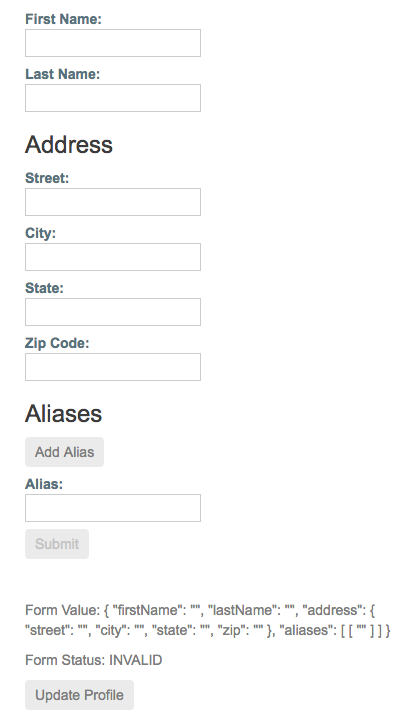 First Name:
Last Name:
Address
Street:
City:
State:
Zip Code:
Aliases
Add Alias
Alias:
Submit
Form Value: { "firstName": "", "lastName": "", "address": {
"street": "", "city": "", "state": "", "zip": "" }, "aliases": [ [ "" ] ] }
Form Status: INVALID
Update Profile